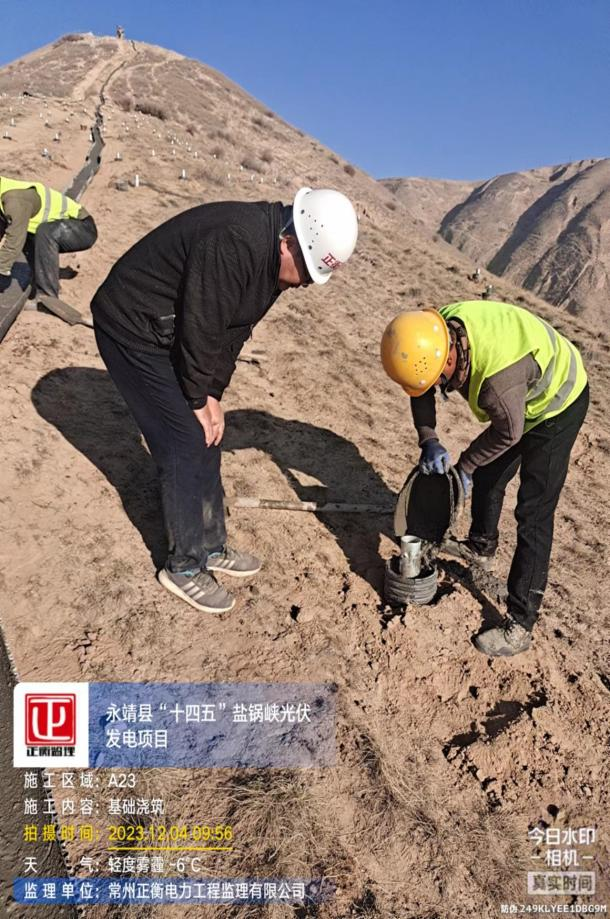 正衡
正衡管理
永靖县“十四五”盐锅峡光伏
发电项目
施工区域：A23
施工内容：基础浇筑
拍摄时间：2023.12.04 09:56
天 气：轻度雾霾 -6℃
监理单位：常州正衡电力工程监理有限公司
今日水印
-相机-
真实时间
防伪 249KLYEE1DBG9M